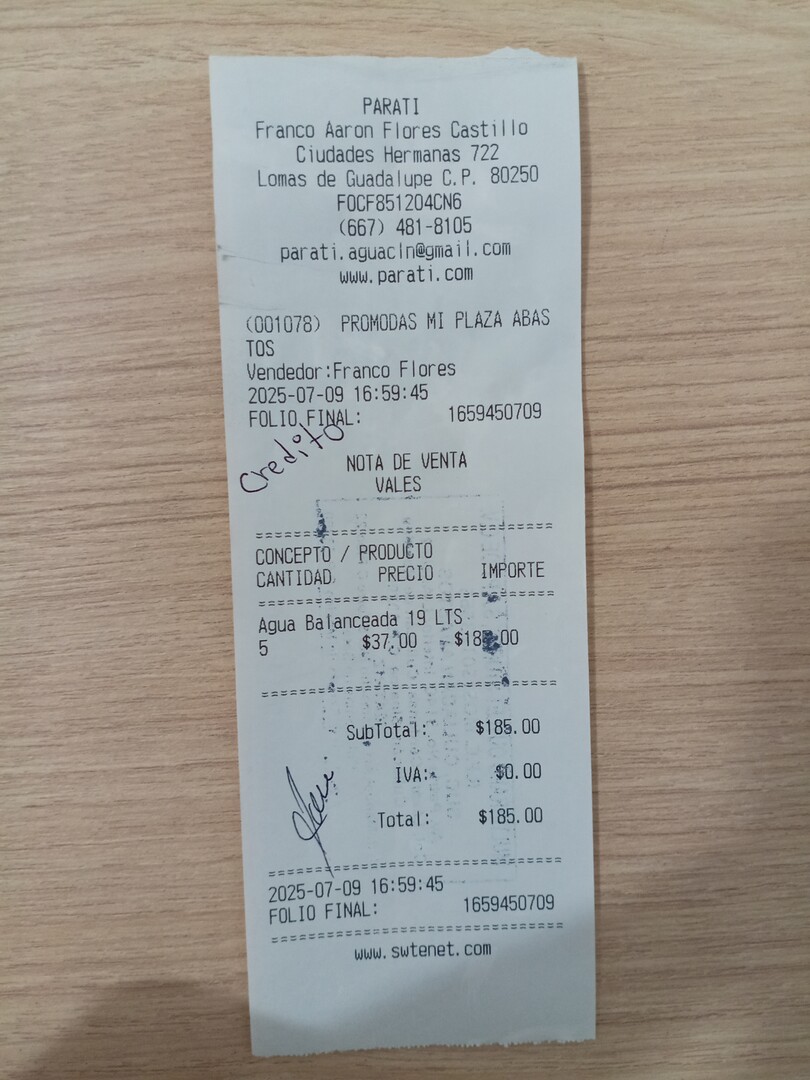 PARATI
Franco Aaron Flores Castillo
Ciudades Hermanas 722
Lomas de Guadalupe C.P. 80250
FOCF851204CN6
(667) 481-8105
parati.aguacln@gmail.com
www.parati.com
(001078) PROMODAS MI PLAZA ABAS
TOS
Vendedor:Franco Flores
2025-07-09 16:59:45
FOLIO FINAL: 1659450709
Credito
NOTA DE VENTA
VALES
==============================
CONCEPTO / PRODUCTO
CANTIDAD PRECIO IMPORTE
==============================
Agua Balanceada 19 LTS
5 $37.00 $185.00
==============================
SubTotal: $185.00
IVA: $0.00
Total: $185.00
==============================
2025-07-09 16:59:45
FOLIO FINAL: 1659450709
==============================
www.swtenet.com